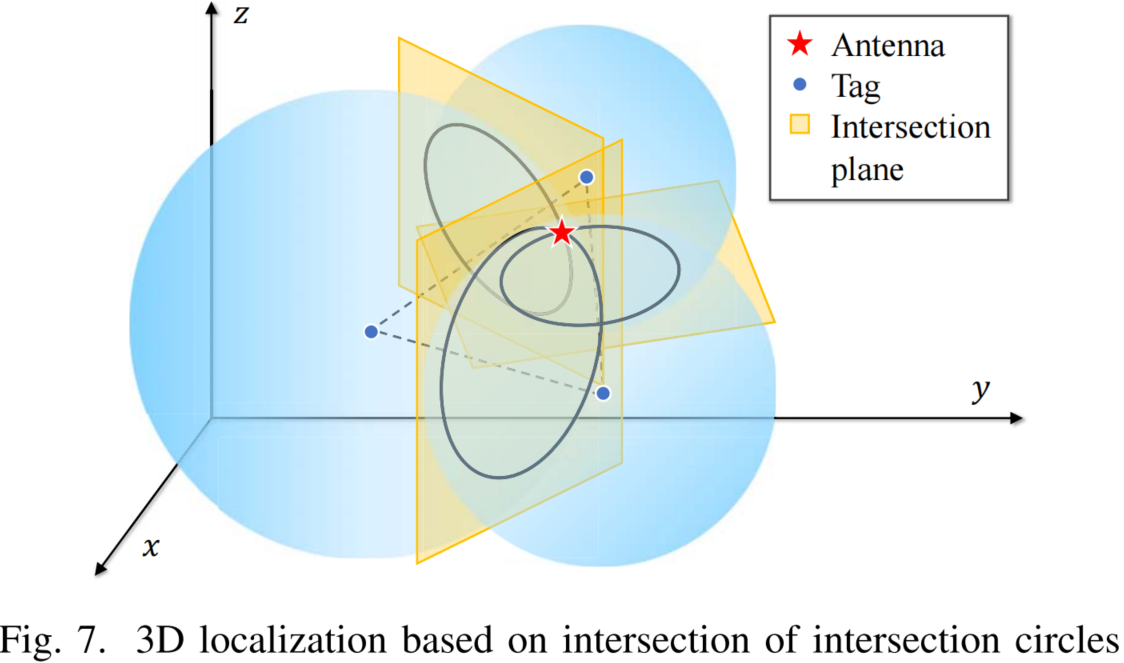 z
Antenna
Tag
Intersection
plane
y
x
Fig. 7. 3D localization based on intersection of intersection circles